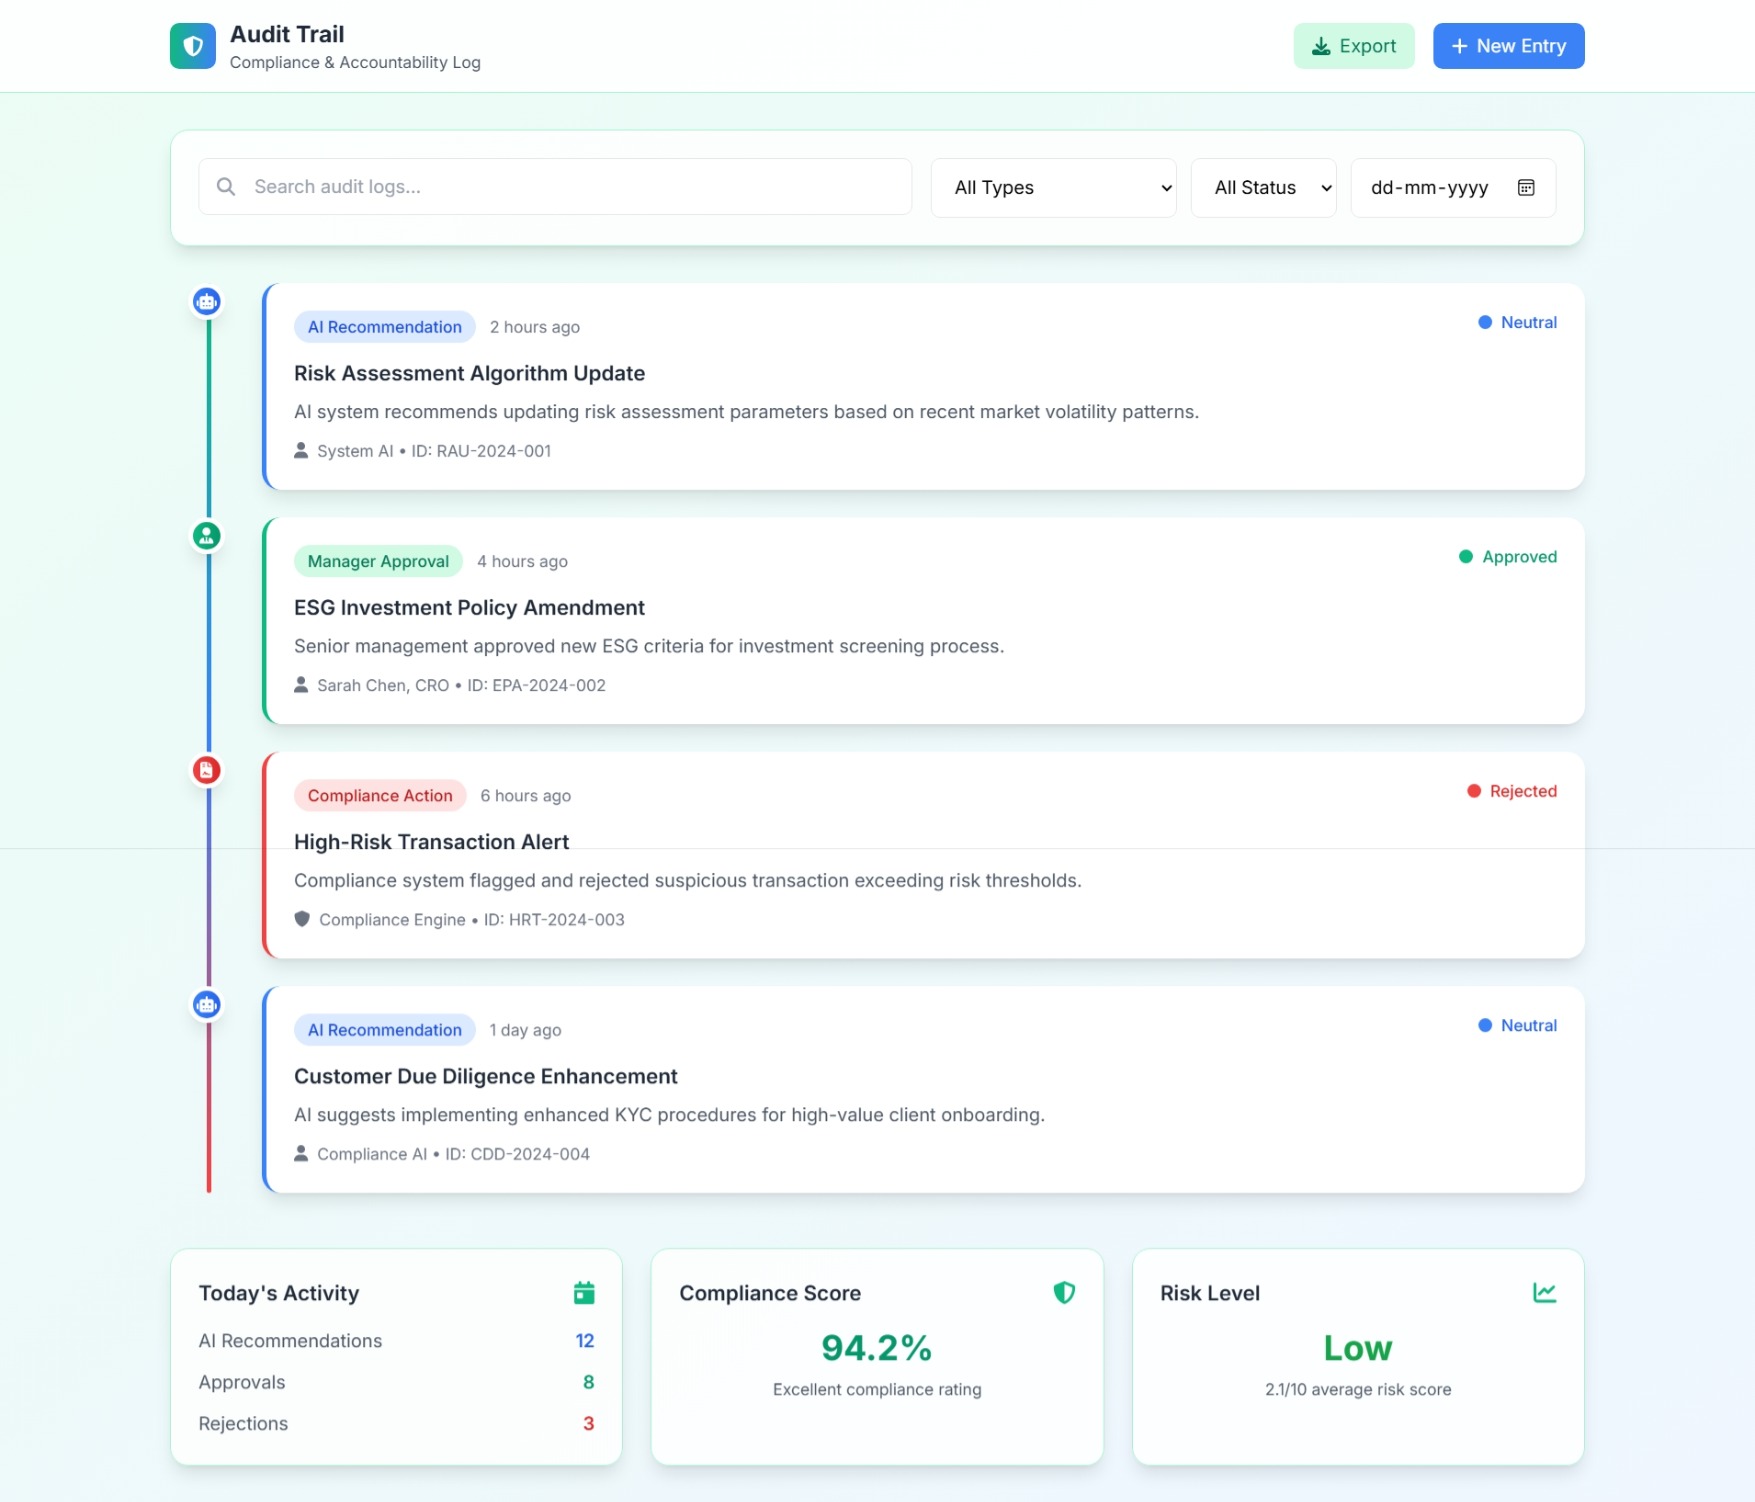 Audit Trail
Compliance & Accountability Log
Export
New Entry
Search audit logs...
All Types
All Status
dd-mm-yyyy
AI Recommendation 2 hours ago
Neutral
Risk Assessment Algorithm Update
AI system recommends updating risk assessment parameters based on recent market volatility patterns.
System AI • ID: RAU-2024-001
Manager Approval 4 hours ago
Approved
ESG Investment Policy Amendment
Senior management approved new ESG criteria for investment screening process.
Sarah Chen, CRO • ID: EPA-2024-002
Compliance Action 6 hours ago
Rejected
High-Risk Transaction Alert
Compliance system flagged and rejected suspicious transaction exceeding risk thresholds.
Compliance Engine • ID: HRT-2024-003
AI Recommendation 1 day ago
Neutral
Customer Due Diligence Enhancement
AI suggests implementing enhanced KYC procedures for high-value client onboarding.
Compliance AI • ID: CDD-2024-004
Today's Activity
AI Recommendations 12
Approvals 8
Rejections 3
Compliance Score
94.2%
Excellent compliance rating
Risk Level
Low
2.1/10 average risk score